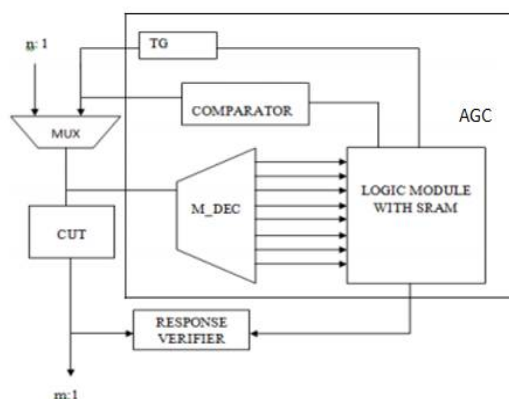 n: 1
TG
COMPARATOR
AGC
MUX
M_DEC
LOGIC MODULE
WITH SRAM
CUT
RESPONSE
VERIFIER
m:1